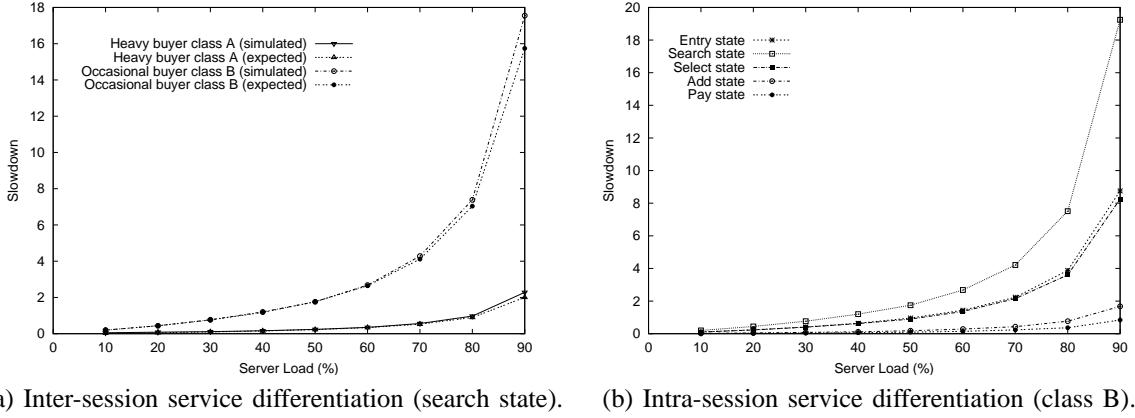 18
16
14
12
10
8
6
4
2
0
Slowdown
Heavy buyer class A (simulated)
Heavy buyer class A (expected)
Occasional buyer class B (simulated)
Occasional buyer class B (expected)
0 10 20 30 40 50 60 70 80 90
Server Load (%)
a) Inter-session service differentiation (search state).
20
18
16
14
12
10
8
6
4
2
0
Slowdown
Entry state
Search state
Select state
Add state
Pay state
0 10 20 30 40 50 60 70 80 90
Server Load (%)
(b) Intra-session service differentiation (class B).